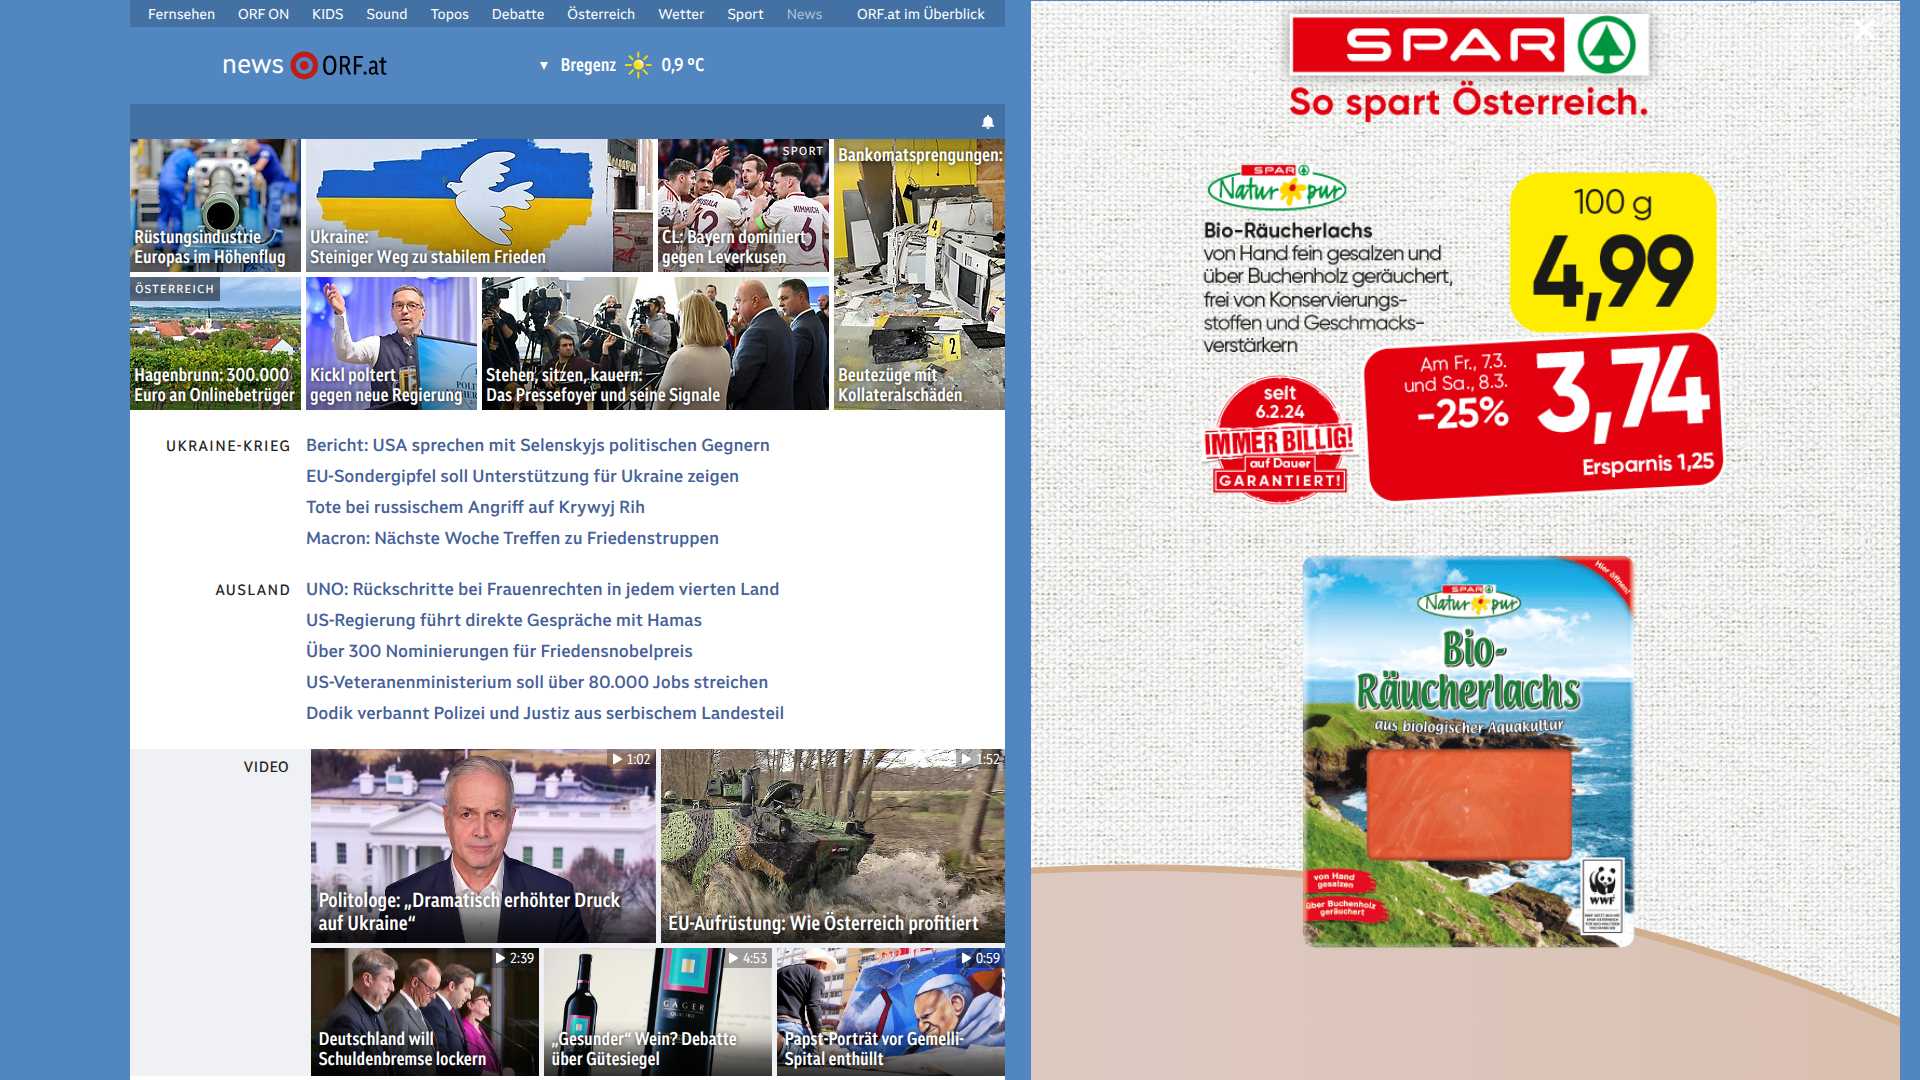 Fernsehen ORF ON KIDS Sound Topos Debatte Österreich Wetter Sport News ORF.at im Überblick
news ORF.at
Bregenz 0,9 °C
Rüstungsindustrie
Europas im Höhenflug
Ukraine:
Steiniger Weg zu stabilem Frieden
SPORT
CL: Bayern dominiert
gegen Leverkusen
Bankomatsprengungen:
Beutezüge mit
Kollateralschäden
ÖSTERREICH
Hagenbrunn: 300.000
Euro an Onlinebetrüger
Kickl poltert
gegen neue Regierung
Stehen, sitzen, kauern:
Das Pressefoyer und seine Signale
UKRAINE-KRIEG
Bericht: USA sprechen mit Selenskyjs politischen Gegnern
EU-Sondergipfel soll Unterstützung für Ukraine zeigen
Tote bei russischem Angriff auf Krywyj Rih
Macron: Nächste Woche Treffen zu Friedenstruppen
AUSLAND
UNO: Rückschritte bei Frauenrechten in jedem vierten Land
US-Regierung führt direkte Gespräche mit Hamas
Über 300 Nominierungen für Friedensnobelpreis
US-Veteranenministerium soll über 80.000 Jobs streichen
Dodik verbannt Polizei und Justiz aus serbischem Landesteil
VIDEO
1:02
Politologe: „Dramatisch erhöhter Druck
auf Ukraine“
1:52
EU-Aufrüstung: Wie Österreich profitiert
2:39
Deutschland will
Schuldenbremse lockern
4:53
GAGER
„Gesunder“ Wein? Debatte
über Gütesiegel
0:59
Papst-Porträt vor Gemelli-
Spital enthüllt
SPAR
So spart Österreich.
SPAR
Natur pur
Bio-Räucherlachs
von Hand fein gesalzen und
über Buchenholz geräuchert,
frei von Konservierungs-
stoffen und Geschmacks-
verstärkern
100 g
4,99
Am Fr., 7.3.
und Sa., 8.3.
-25%
3,74
Ersparnis 1,25
seit
6.2.24
IMMER BILLIG!
auf Dauer
GARANTIERT!
Hier öffnen!
SPAR
Natur pur
Bio-
Räucherlachs
aus biologischer Aquakultur
von Hand
gesalzen
über Buchenholz
geräuchert
WWF